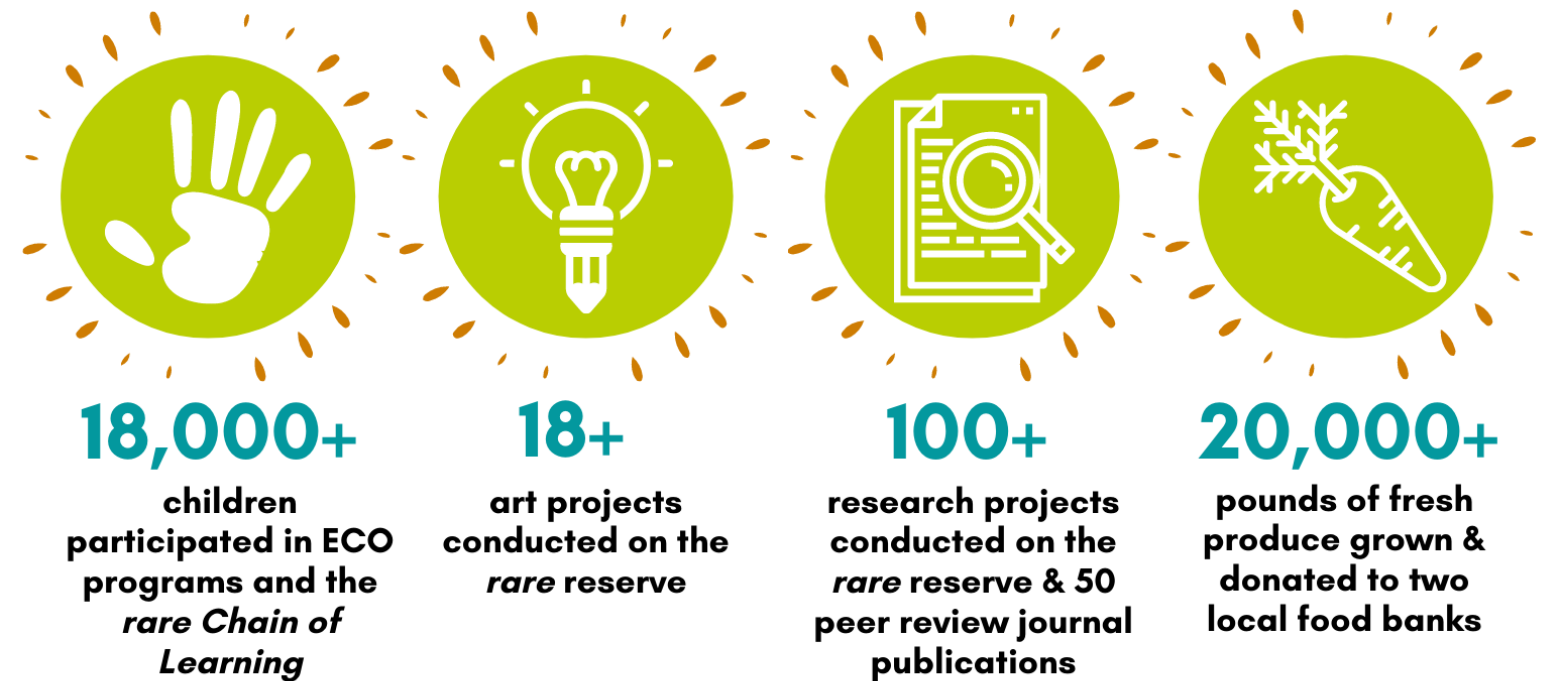 18,000+
children
participated in ECO
programs and the
rare Chain of
Learning
18+
art projects
conducted on the
rare reserve
100+
research projects
conducted on the
rare reserve & 50
peer review journal
publications
20,000+
pounds of fresh
produce grown &
donated to two
local food banks